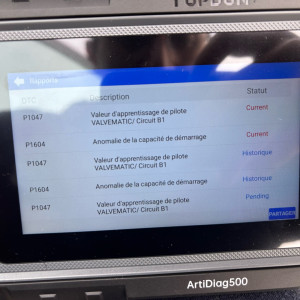 TOPDON
Rapports
DTC Description Statut
P1047 Valeur d'apprentissage de pilote VALVEMATIC/ Circuit B1 Current
P1604 Anomalie de la capacité de démarrage Current
P1047 Valeur d'apprentissage de pilote VALVEMATIC/ Circuit B1 Historique
P1604 Anomalie de la capacité de démarrage Historique
P1047 Valeur d'apprentissage de pilote VALVEMATIC/ Circuit B1 Pending
PARTAGER
ArtiDiag500